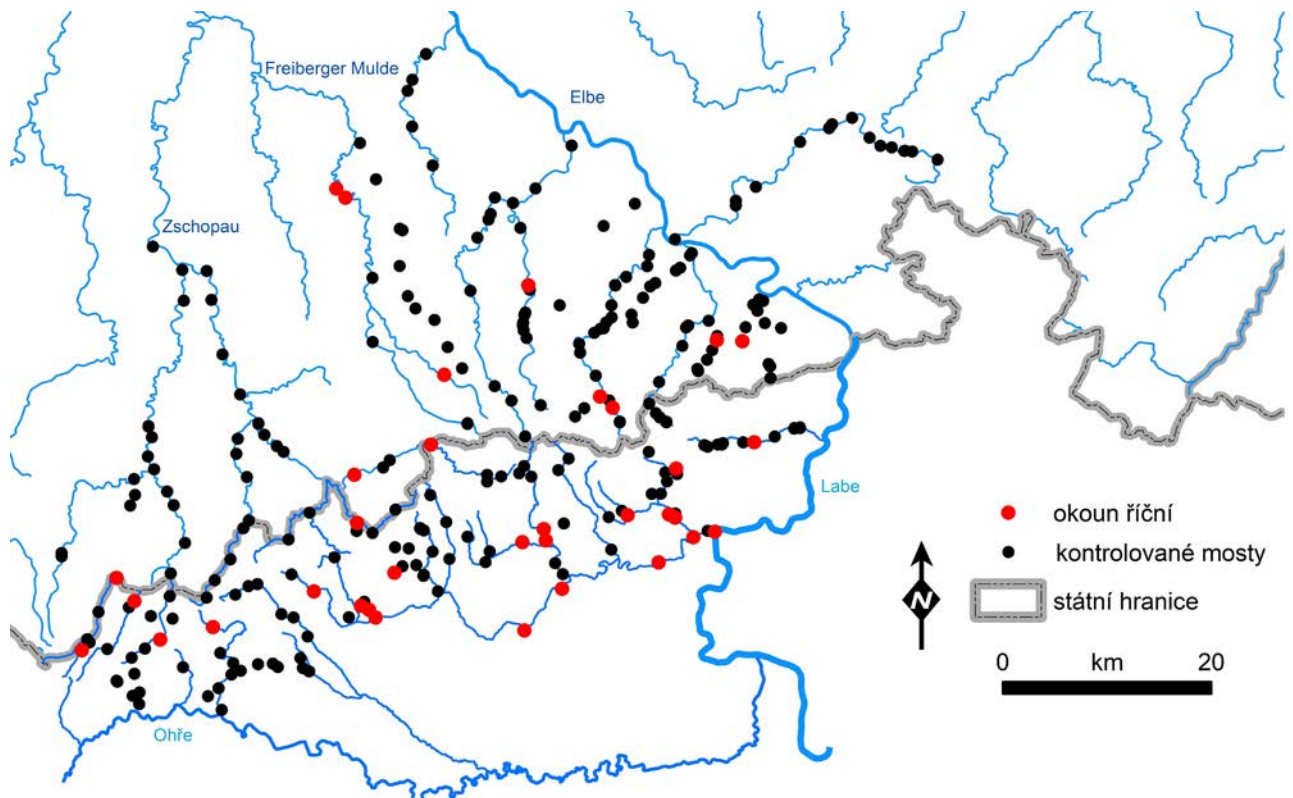 Freiberger Mulde
Elbe
Zschopau
Labe
okoun říční
kontrolované mosty
N
státní hranice
0 km 20
Ohře